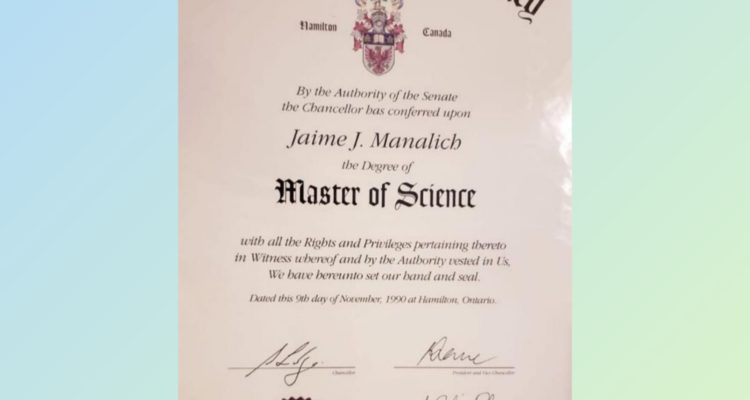 Hamilton
Canada
By the Authority of the Senate
the Chancellor has conferred upon
Jaime J. Manalich
the Degree of
Master of Science
with all the Rights and Privileges pertaining thereto
in Witness whereof and by the Authority vested in Us,
We have hereunto set our hand and seal.
Dated this 9th day of November, 1990 at Hamilton, Ontario.
Chancellor
President and Vice Chancellor